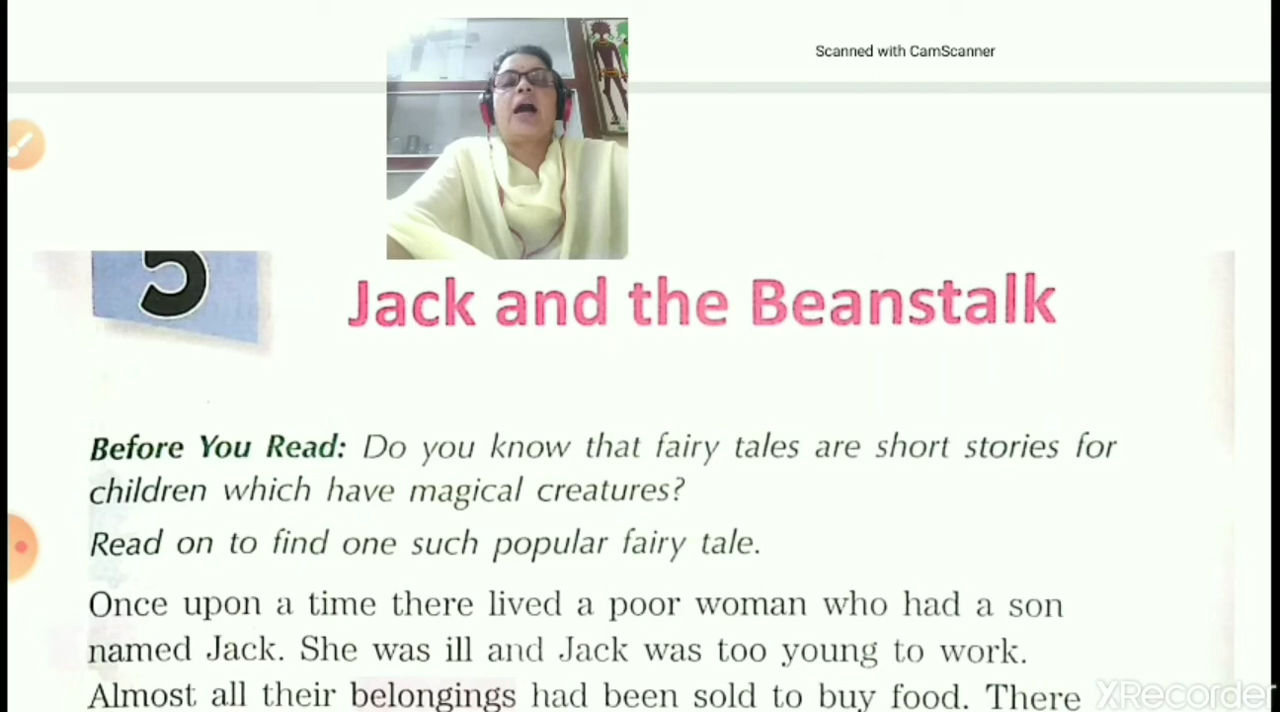 Scanned with CamScanner
5
Jack and the Beanstalk
Before You Read: Do you know that fairy tales are short stories for
children which have magical creatures?
Read on to find one such popular fairy tale.
Once upon a time there lived a poor woman who had a son
named Jack. She was ill and Jack was too young to work.
Almost all their belongings had been sold to buy food. There
XRecorder